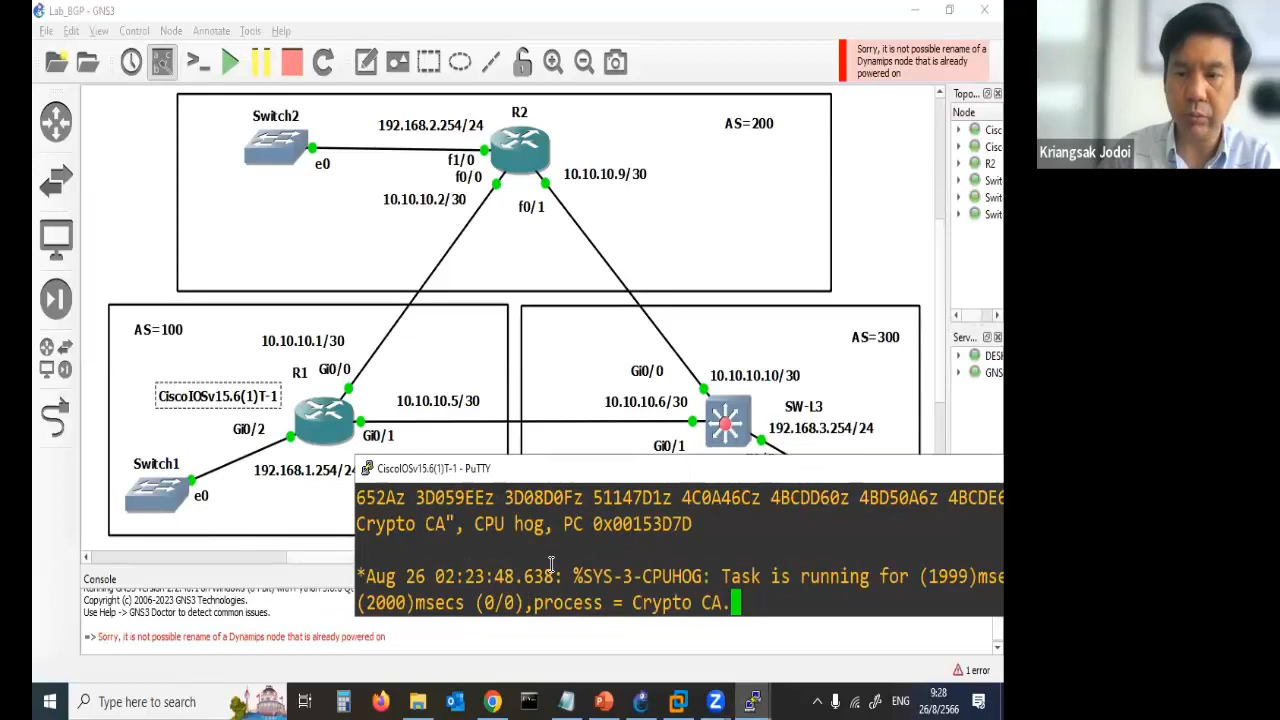 Lab_BGP - GNS3
File Edit View Control Node Annotate Tools Help
Sorry, it is not possible rename of a
Dynamips node that is already
powered on
Kriangsak Jodoi
Topo...
Node
Cisc
Cisc
R2
Swit
Swit
Swit
Serv...
DESH
GNS
Switch2
e0
192.168.2.254/24
f1/0
f0/0
10.10.10.2/30
R2
10.10.10.9/30
f0/1
AS=200
AS=100
10.10.10.1/30
Gi0/0
R1
CiscoIOSv15.6(1)T-1
Gi0/2
10.10.10.5/30
Gi0/1
Switch1
e0
192.168.1.254/24
AS=300
Gi0/0
10.10.10.10/30
10.10.10.6/30
SW-L3
192.168.3.254/24
Gi0/1
CiscoIOSv15.6(1)T-1 - PuTTY
652Az 3D059EEz 3D08D0Fz 51147D1z 4C0A46Cz 4BCDD60z 4BD50A6z 4BCDE6
Crypto CA", CPU hog, PC 0x00153D7D
*Aug 26 02:23:48.638: %SYS-3-CPUHOG: Task is running for (1999)mse
(2000)msecs (0/0),process = Crypto CA.
Console
Copyright (c) 2006-2023 GNS3 Technologies.
Use Help -> GNS3 Doctor to detect common issues.
=> Sorry, it is not possible rename of a Dynamips node that is already powered on
1 error
Type here to search
ENG
9:28
26/8/2566